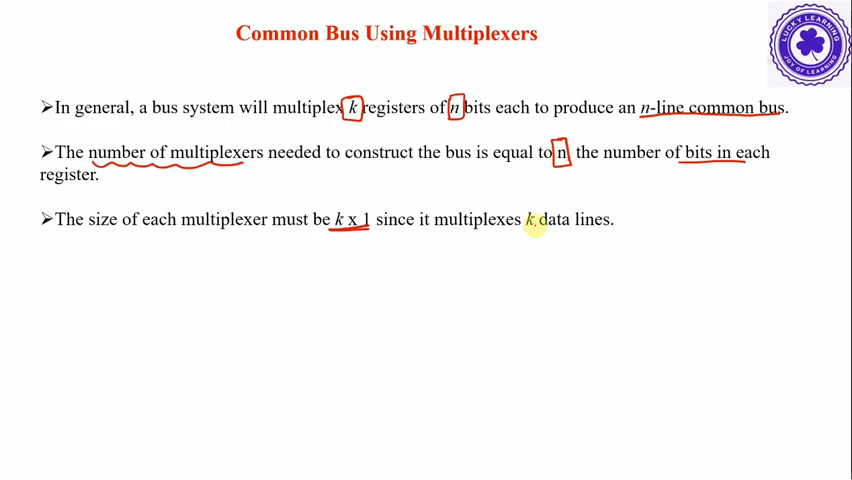 Common Bus Using Multiplexers
LUCKY LEARNING
JOY OF LEARNING
➢In general, a bus system will multiplex k registers of n bits each to produce an n-line common bus.
➢The number of multiplexers needed to construct the bus is equal to n the number of bits in each
register.
➢The size of each multiplexer must be k x 1 since it multiplexes k data lines.